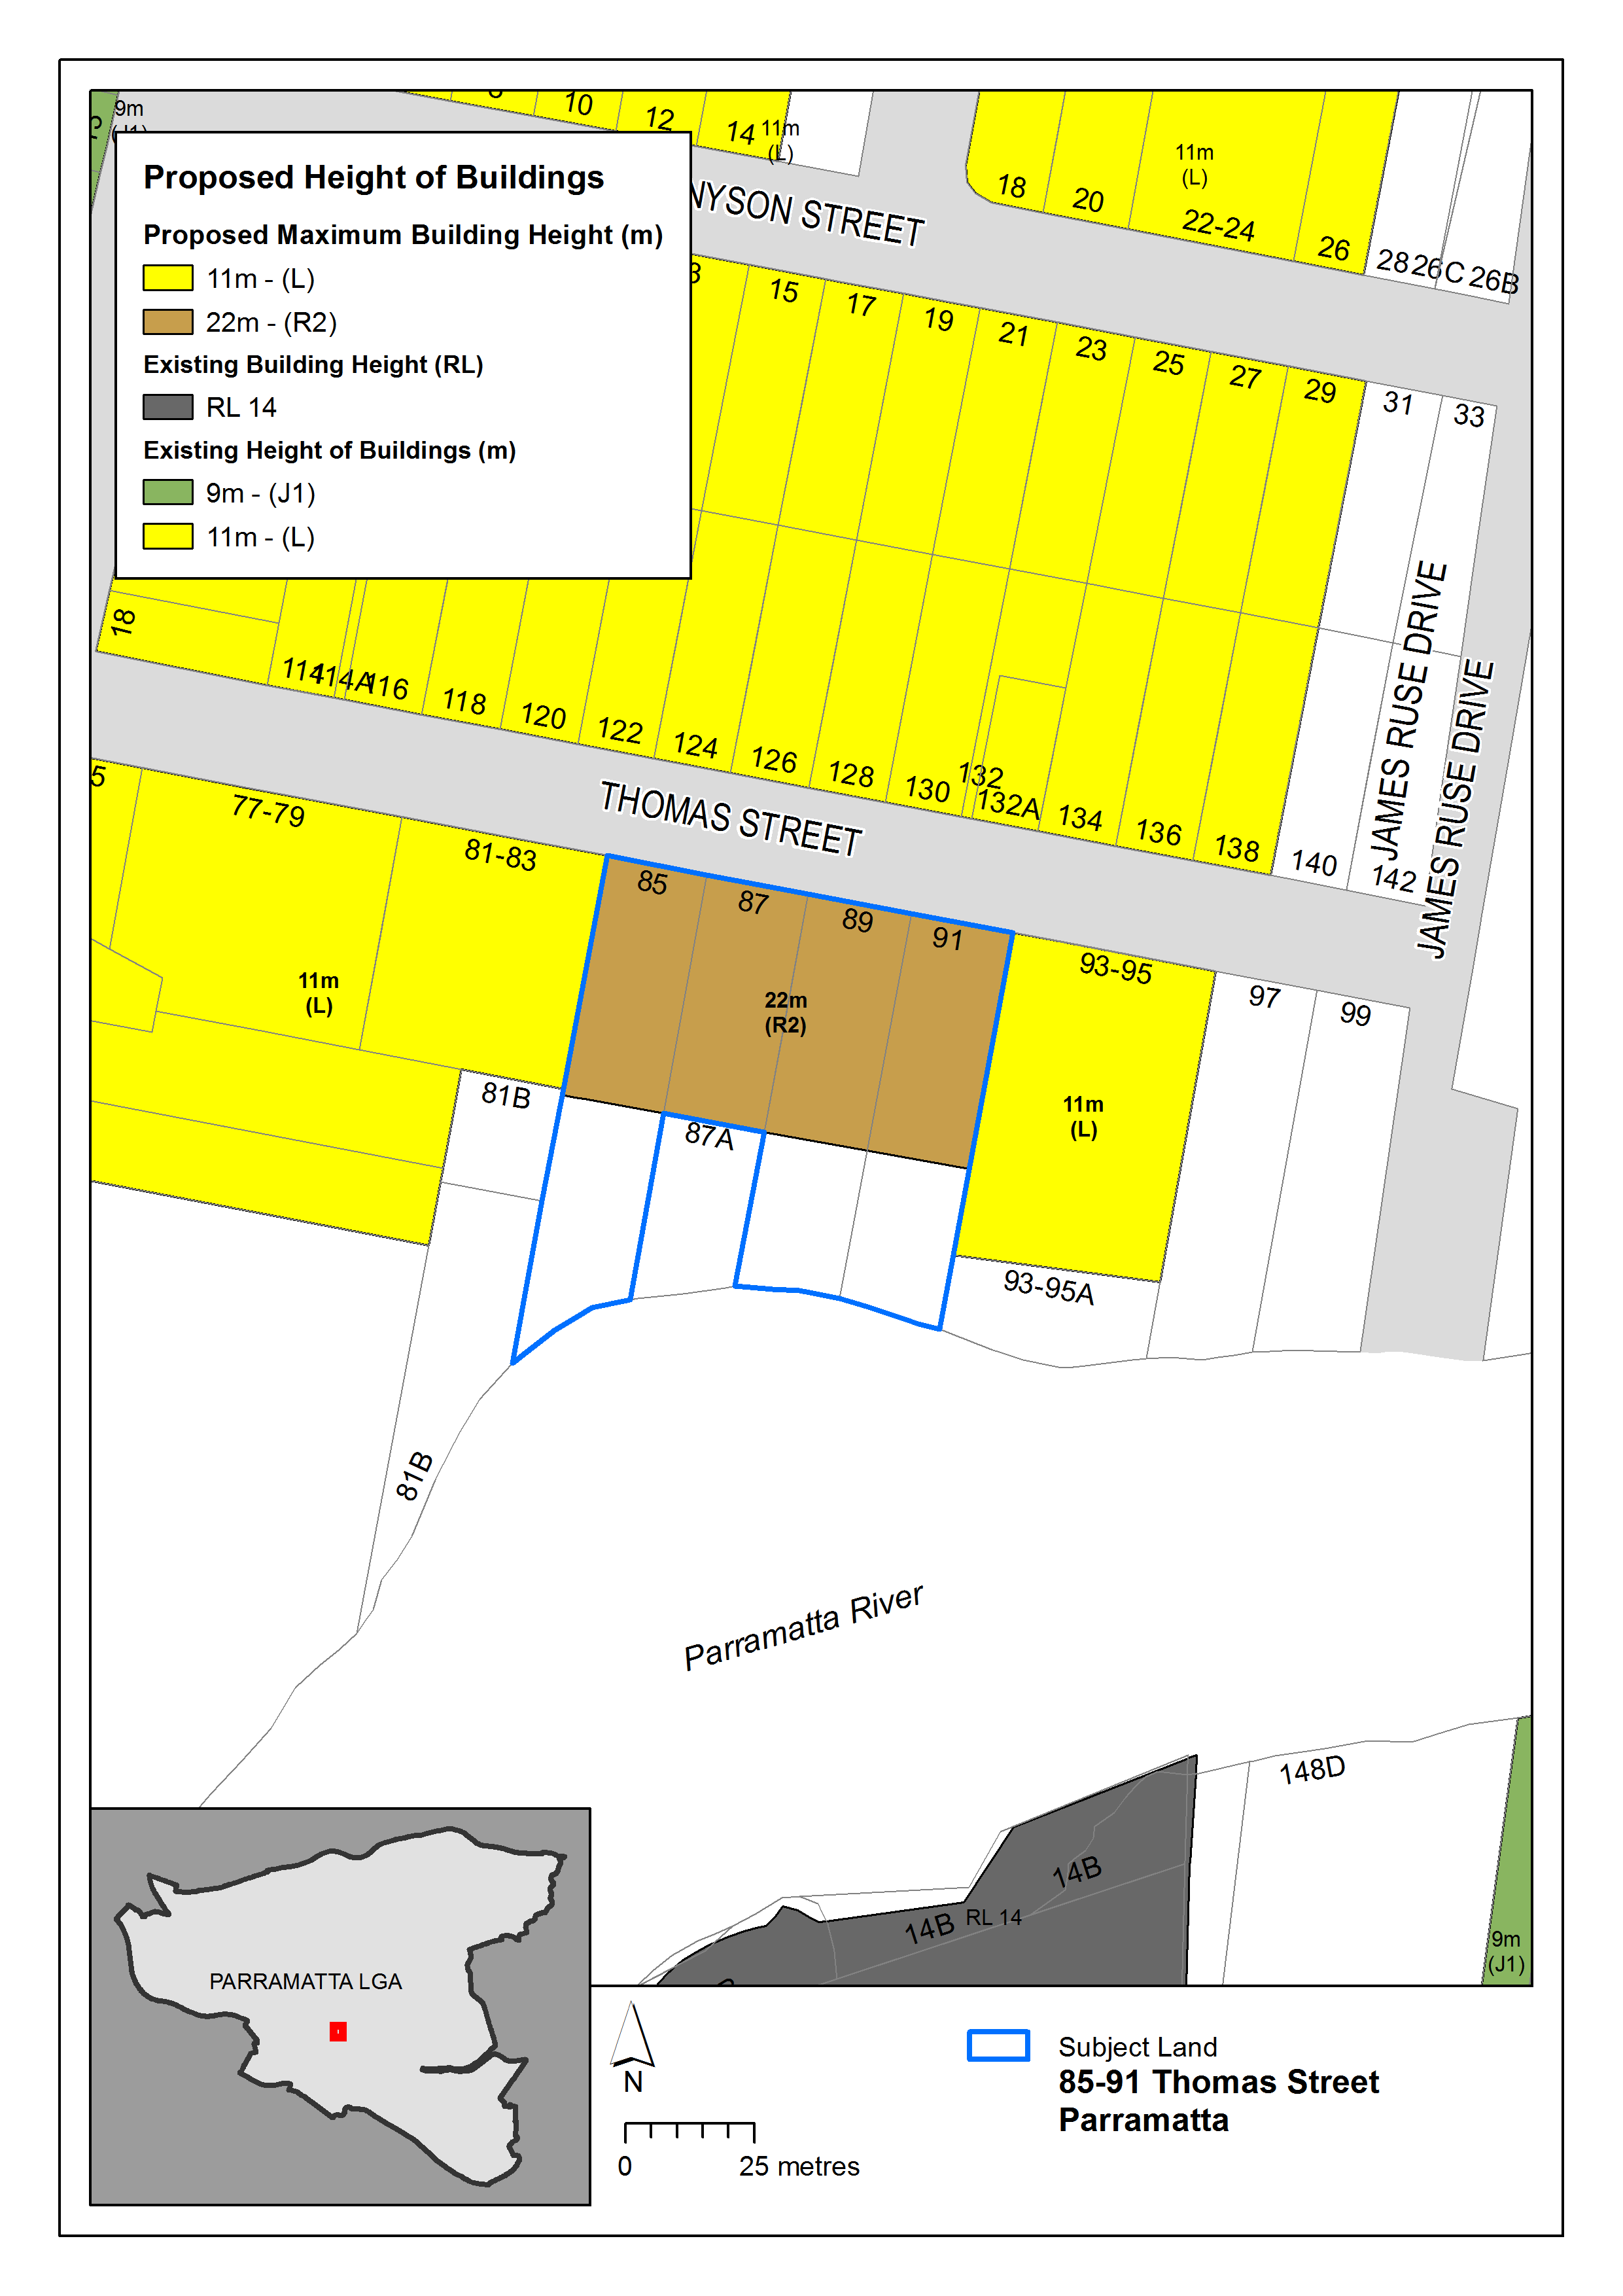 9m
10
12
14
11m
(L)
11m
(L)
18
20
22-24
26
28
26C
26B
Proposed Height of Buildings
Proposed Maximum Building Height (m)
11m - (L)
22m - (R2)
Existing Building Height (RL)
RL 14
Existing Height of Buildings (m)
9m - (J1)
11m - (L)
NYSON STREET
15
17
19
21
23
25
27
29
31
33
JAMES RUSE DRIVE
JAMES RUSE DRIVE
18
114
114A
116
118
120
122
124
126
128
130
132
132A
134
136
138
140
142
THOMAS STREET
5
77-79
81-83
85
87
89
91
93-95
97
99
11m
(L)
22m
(R2)
11m
(L)
81B
87A
93-95A
81B
Parramatta River
148D
14B
14B
RL 14
9m
(J1)
PARRAMATTA LGA
N
0
25 metres
Subject Land
85-91 Thomas Street
Parramatta